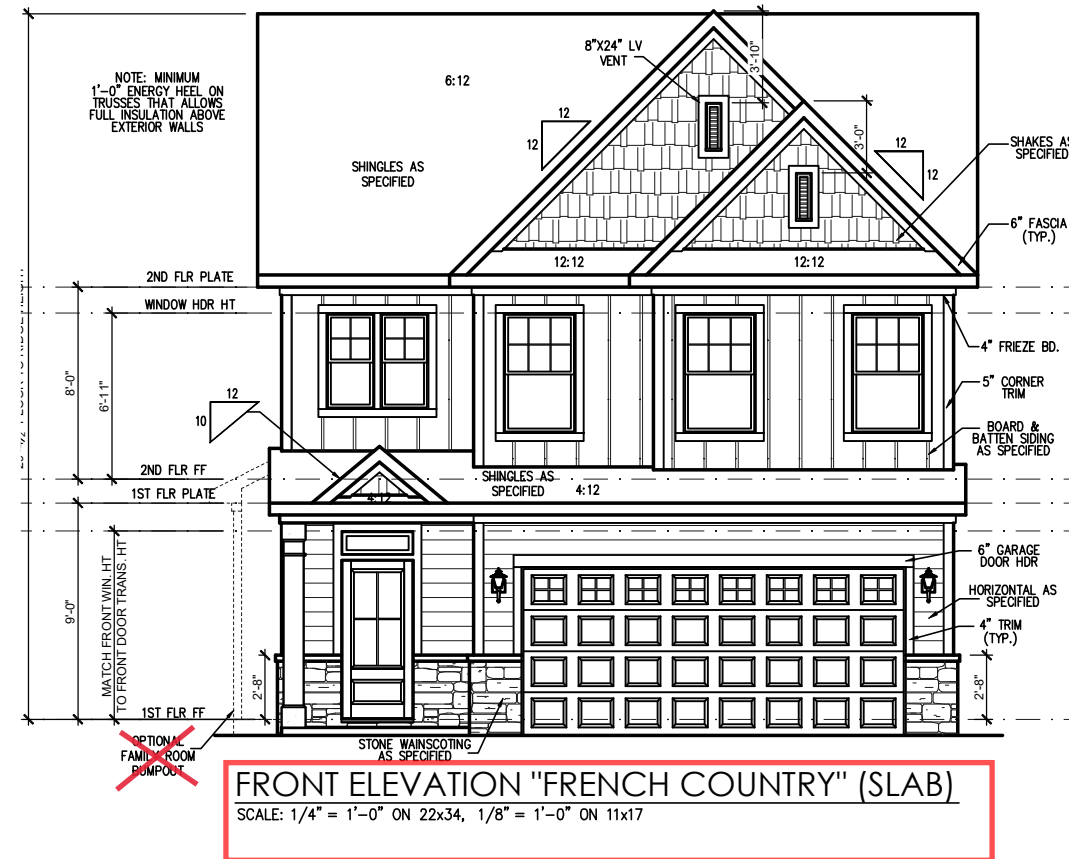 8"X24" LV
VENT
3'-10"
6:12
NOTE: MINIMUM
1'-0" ENERGY HEEL ON
TRUSSES THAT ALLOWS
FULL INSULATION ABOVE
EXTERIOR WALLS
12
12
3'-0"
12
12
SHAKES AS
SPECIFIED
SHINGLES AS
SPECIFIED
6" FASCIA
(TYP.)
12:12
12:12
2ND FLR PLATE
WINDOW HDR HT
8'-0"
6'-11"
4" FRIEZE BD.
5" CORNER
TRIM
12
10
BOARD &
BATTEN SIDING
AS SPECIFIED
2ND FLR FF
1ST FLR PLATE
SHINGLES AS
SPECIFIED
4:12
4:12
9'-0"
MATCH FRONT WIN. HT
TO FRONT DOOR TRANS. HT
6" GARAGE
DOOR HDR
HORIZONTAL AS
SPECIFIED
4" TRIM
(TYP.)
2'-8"
2'-8"
1ST FLR FF
OPTIONAL
FAMILY ROOM
BUMPOUT
STONE WAINSCOTING
AS SPECIFIED
FRONT ELEVATION "FRENCH COUNTRY" (SLAB)
SCALE: 1/4" = 1'-0" ON 22x34, 1/8" = 1'-0" ON 11x17